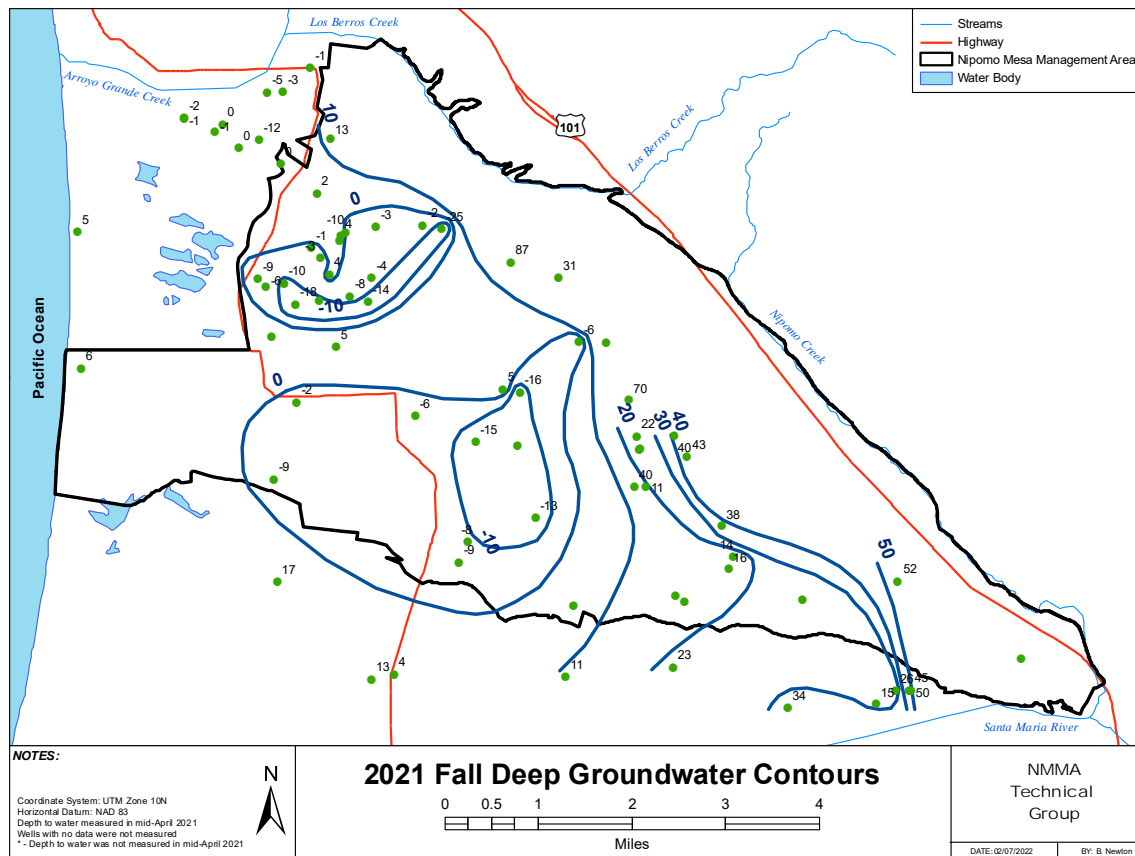 Los Berros Creek
Streams
Highway
Nipomo Mesa Management Area
Water Body
-1
-5 -3
Arroyo Grande Creek
-2
-1
0
-1
0
-12
0
10
13
101
Los Berros Creek
2
0
5
-10
4
-3
-2
25
-1
-3
4
-4
87
31
-9
-6
-10
-18
-8
-14
-10
Pacific Ocean
Nipomo Creek
5
-6
6
0
-2
5
-16
-6
-15
70
20
30
40
22
40
43
-9
40
11
-13
38
-8
-10
-9
14
16
50
52
17
13
4
11
23
34
15
26
45
50
Santa Maria River
NOTES:
Coordinate System: UTM Zone 10N
Horizontal Datum: NAD 83
Depth to water measured in mid-April 2021
Wells with no data were not measured
* - Depth to water was not measured in mid-April 2021
N
2021 Fall Deep Groundwater Contours
0 0.5 1 2 3 4
Miles
NMMA
Technical
Group
DATE: 02/07/2022 BY: B. Newton